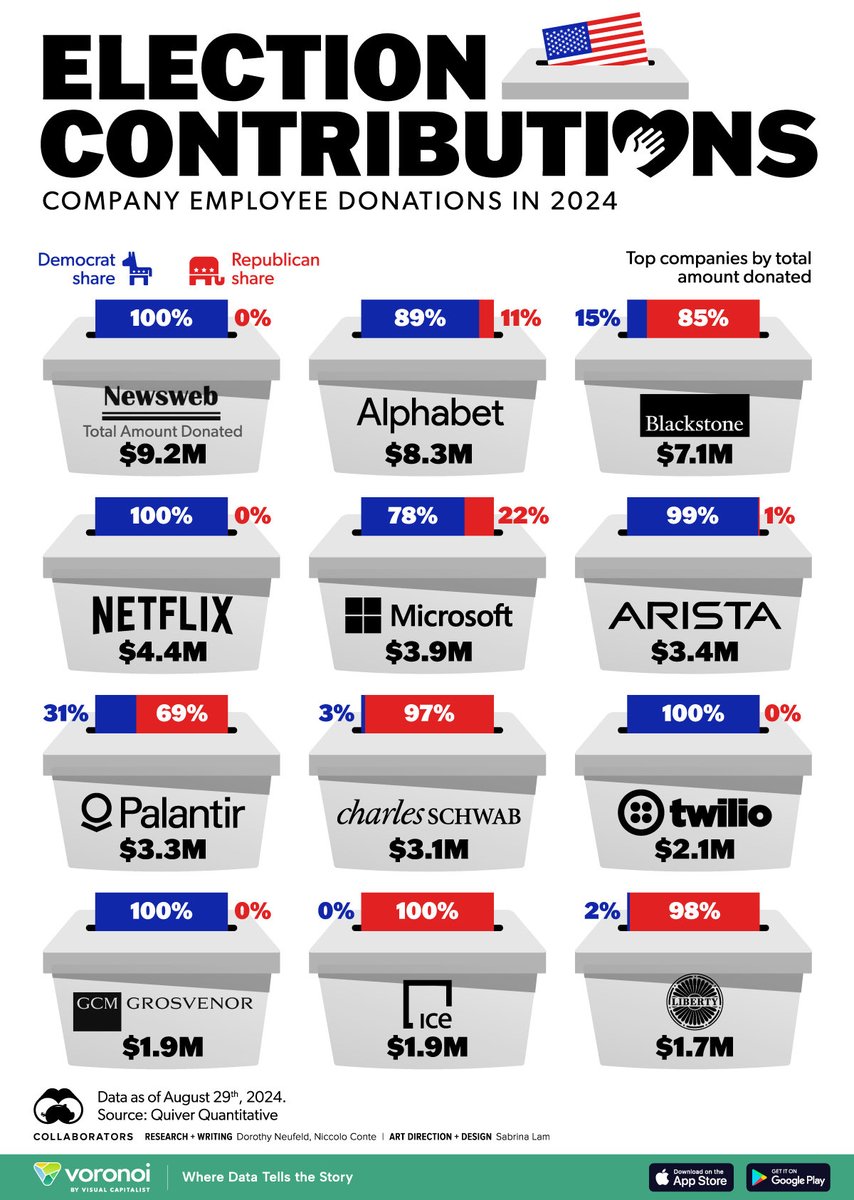 ELECTION
CONTRIBUTIONS
COMPANY EMPLOYEE DONATIONS IN 2024
Democrat
share
Republican
share
Top companies by total
amount donated
100% 0%
Newsweb
Total Amount Donated
$9.2M
89% 11%
Alphabet
$8.3M
15% 85%
Blackstone
$7.1M
100% 0%
NETFLIX
$4.4M
78% 22%
Microsoft
$3.9M
99% 1%
ARISTA
$3.4M
31% 69%
Palantir
$3.3M
3% 97%
charles SCHWAB
$3.1M
100% 0%
twilio
$2.1M
100% 0%
GCM GROSVENOR
$1.9M
0% 100%
ice
$1.9M
2% 98%
LIBERTY
$1.7M
Data as of August 29th, 2024.
Source: Quiver Quantitative
COLLABORATORS RESEARCH + WRITING Dorothy Neufeld, Niccolo Conte | ART DIRECTION + DESIGN Sabrina Lam
voronoi
BY VISUAL CAPITALIST
Where Data Tells the Story
Download on the
App Store
GET IT ON
Google Play